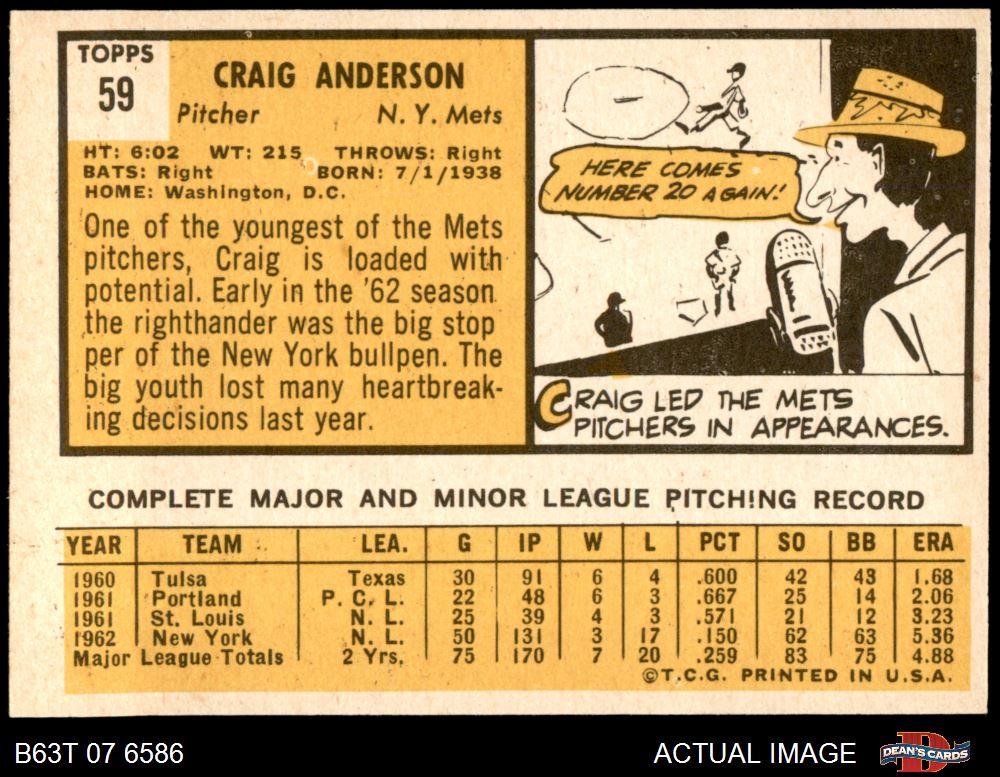 TOPPS
59
CRAIG ANDERSON
Pitcher N. Y. Mets
HT: 6:02 WT: 215 THROWS: Right
BATS: Right BORN: 7/1/1938
HOME: Washington, D.C.
One of the youngest of the Mets
pitchers, Craig is loaded with
potential. Early in the '62 season
the righthander was the big stop
per of the New York bullpen. The
big youth lost many heartbreak-
ing decisions last year.
HERE COMES
NUMBER 20 AGAIN!
CRAIG LED THE METS
PITCHERS IN APPEARANCES.
COMPLETE MAJOR AND MINOR LEAGUE PITCHING RECORD
YEAR TEAM LEA. G IP W L PCT SO BB ERA
1960 Tulsa Texas 30 91 6 4 .600 42 43 1.68
1961 Portland P. C. L. 22 48 6 3 .667 25 14 2.06
1961 St. Louis N. L. 25 39 4 3 .571 21 12 3.23
1962 New York N. L. 50 131 3 17 .150 62 63 5.36
Major League Totals 2 Yrs. 75 170 7 20 .259 83 75 4.88
©T.C.G. PRINTED IN U.S.A.
B63T 07 6586 ACTUAL IMAGE DEAN'S CARDS